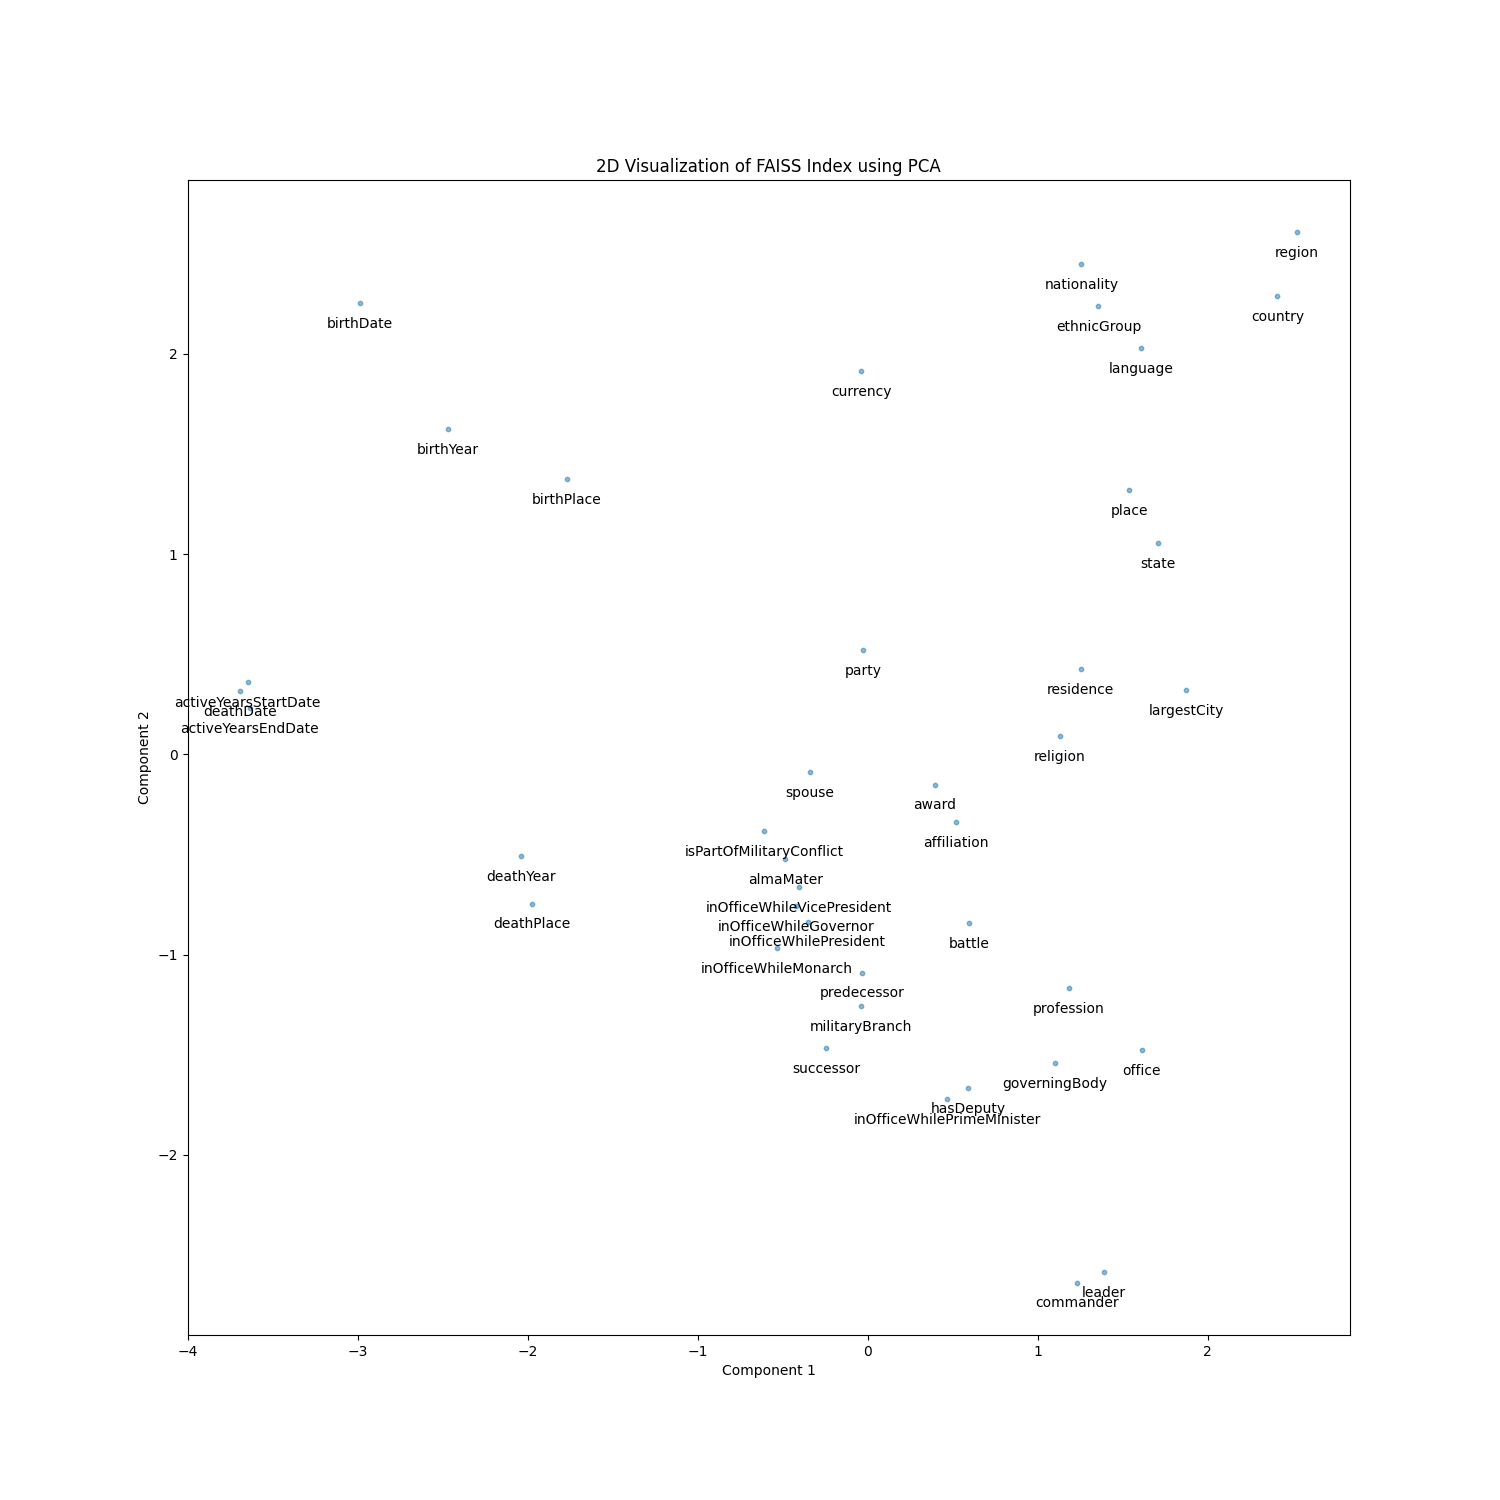 2D Visualization of FAISS Index using PCA
region
nationality
country
birthDate
ethnicGroup
language
currency
birthYear
birthPlace
place
state
party
residence
activeYearsStartDate
deathDate
largestCity
activeYearsEndDate
religion
spouse
award
affiliation
isPartOfMilitaryConflict
deathYear
almaMater
inOfficeWhileVicePresident
deathPlace
inOfficeWhileGovernor
inOfficeWhilePresident
battle
inOfficeWhileMonarch
predecessor
profession
militaryBranch
successor
office
governingBody
hasDeputy
inOfficeWhilePrimeMinister
leader
commander
Component 2
2
1
0
−1
−2
−4 −3 −2 −1 0 1 2
Component 1